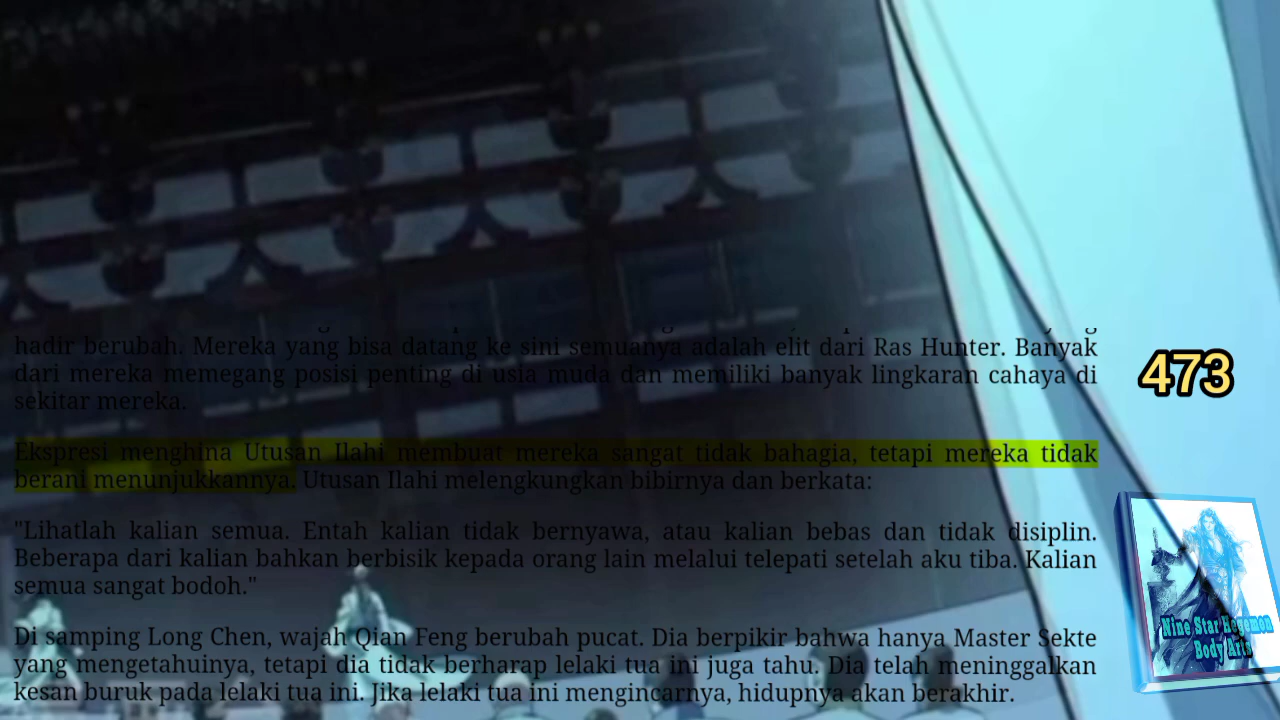 hadir berubah. Mereka yang bisa datang ke sini semuanya adalah elit dari Ras Hunter. Banyak
dari mereka memegang posisi penting di usia muda dan memiliki banyak lingkaran cahaya di
sekitar mereka.
Ekspresi menghina Utusan Ilahi membuat mereka sangat tidak bahagia, tetapi mereka tidak
berani menunjukkannya. Utusan Ilahi melengkungkan bibirnya dan berkata:
"Lihatlah kalian semua. Entah kalian tidak bernyawa, atau kalian bebas dan tidak disiplin.
Beberapa dari kalian bahkan berbisik kepada orang lain melalui telepati setelah aku tiba. Kalian
semua sangat bodoh."
Di samping Long Chen, wajah Qian Feng berubah pucat. Dia berpikir bahwa hanya Master Sekte
yang mengetahuinya, tetapi dia tidak berharap lelaki tua ini juga tahu. Dia telah meninggalkan
kesan buruk pada lelaki tua ini. Jika lelaki tua ini mengincarnya, hidupnya akan berakhir.
473
Nine Star Hegemon
Body Arts